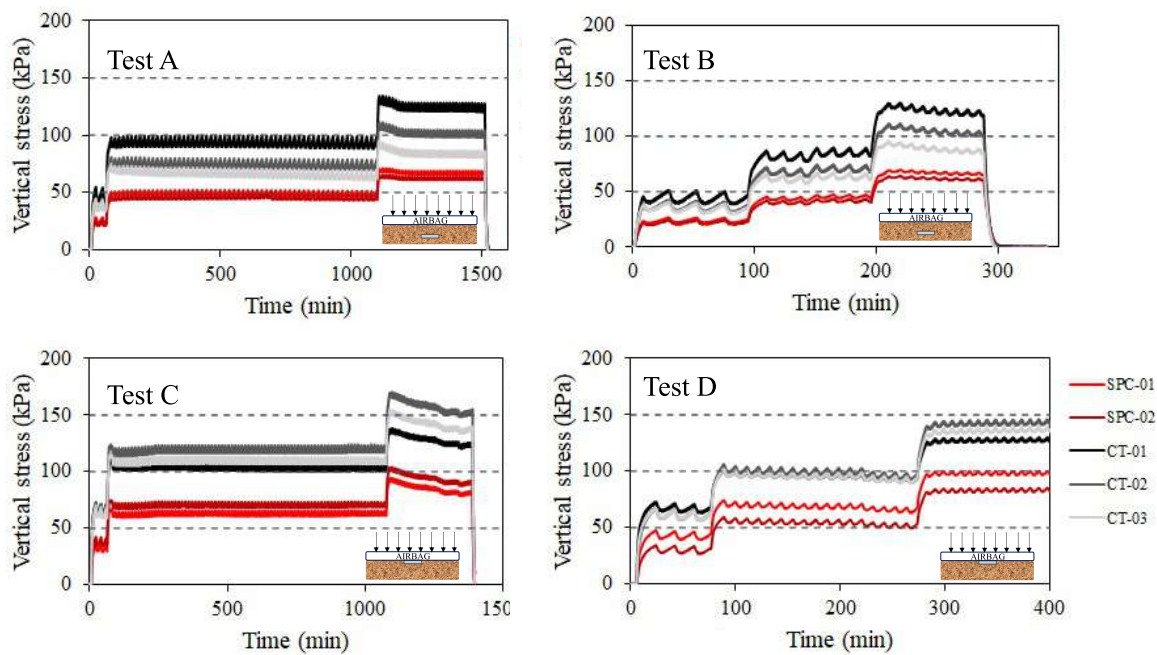 Test A
Vertical stress (kPa)
200
150
100
50
0
AIRBAG
0 500 1000 1500
Time (min)
Test B
Vertical stress (kPa)
200
150
100
50
0
AIRBAG
0 100 200 300
Time (min)
Test C
Vertical stress (kPa)
200
150
100
50
0
AIRBAG
0 500 1000 150
Time (min)
Test D
Vertical stress (kPa)
200
150
100
50
0
AIRBAG
0 100 200 300 400
Time (min)
SPC-01
SPC-02
CT-01
CT-02
CT-03